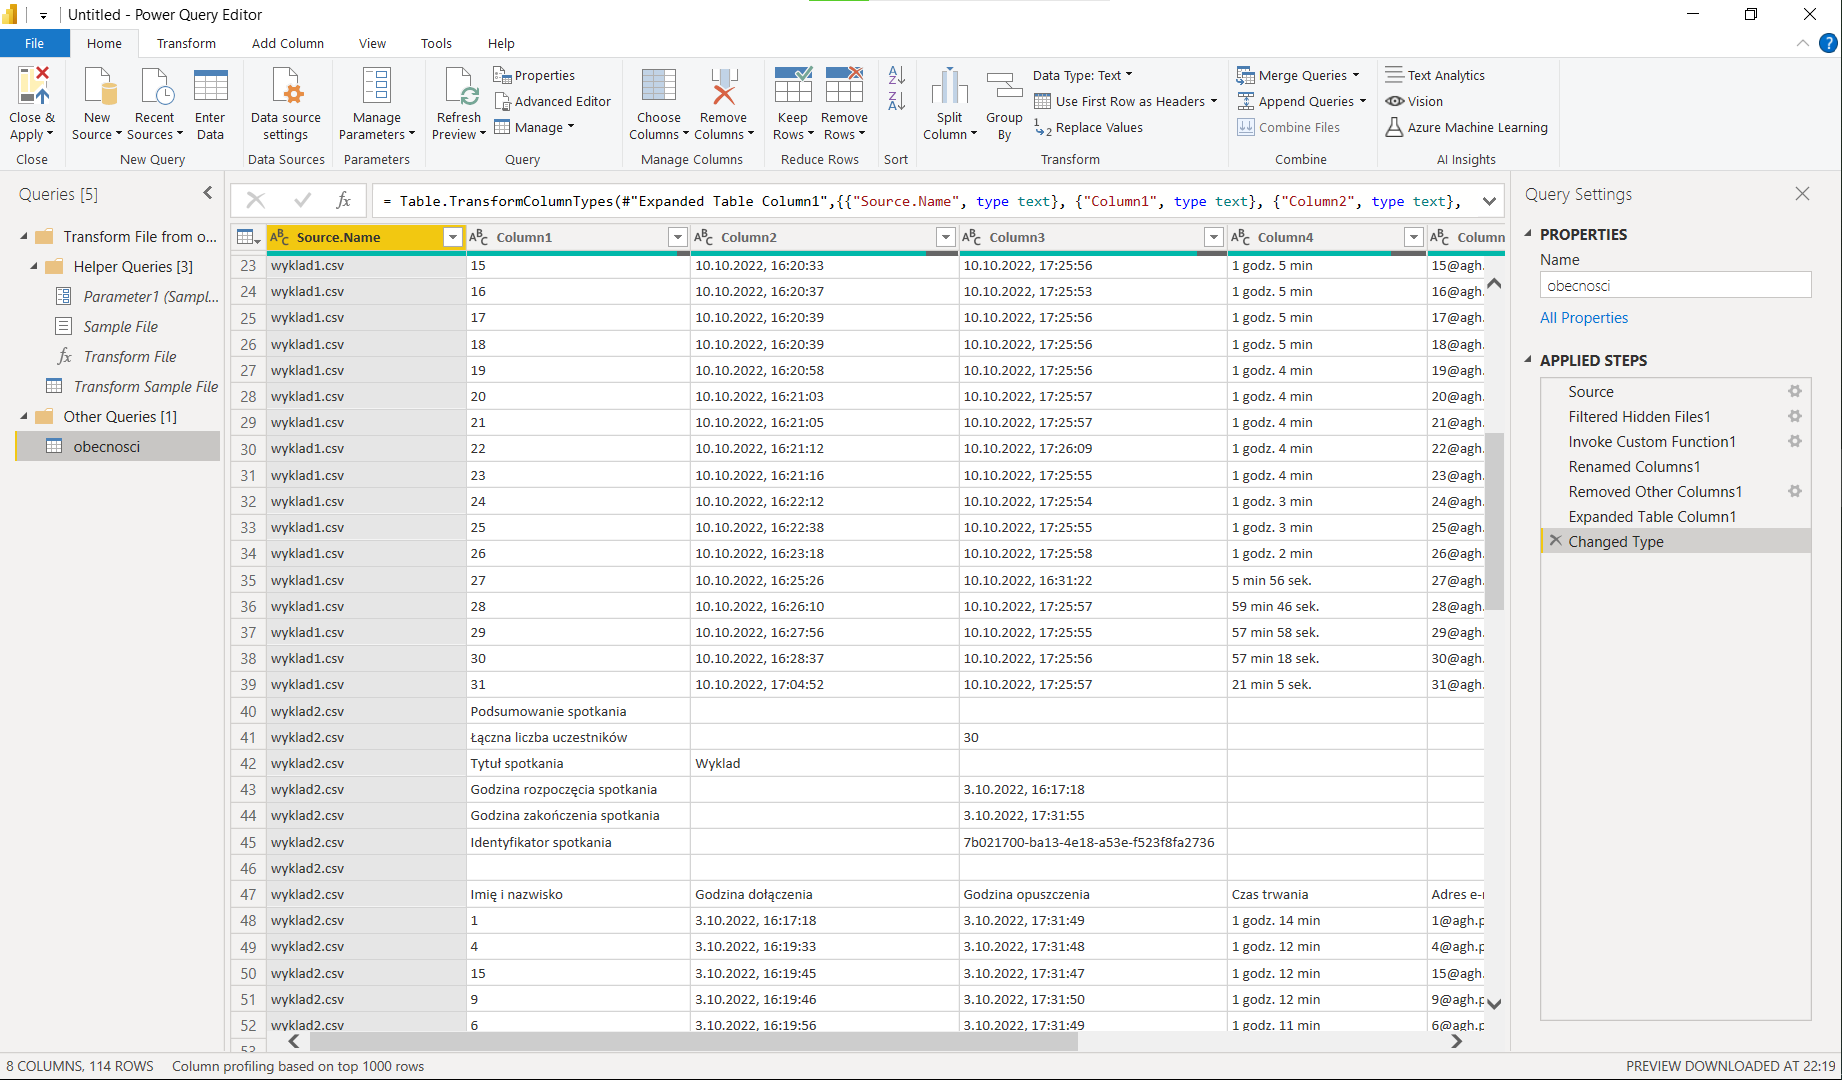 Untitled - Power Query Editor
File Home Transform Add Column View Tools Help
Close & Apply
New Source
Recent Sources
Enter Data
Data source settings
Manage Parameters
Refresh Preview
Properties
Advanced Editor
Manage
Choose Columns
Remove Columns
Keep Rows
Remove Rows
Split Column
Group By
Data Type: Text
Use First Row as Headers
Replace Values
Merge Queries
Append Queries
Combine Files
Text Analytics
Vision
Azure Machine Learning
Close New Query Data Sources Parameters Query Manage Columns Reduce Rows Sort Transform Combine AI Insights
Queries [5]
Transform File from o...
Helper Queries [3]
Parameter1 (Sampl...
Sample File
Transform File
Transform Sample File
Other Queries [1]
obecnosci
= Table.TransformColumnTypes(#"Expanded Table Column1",{{"Source.Name", type text}, {"Column1", type text}, {"Column2", type text},
Source.Name Column1 Column2 Column3 Column4 Column
23 wyklad1.csv 15 10.10.2022, 16:20:33 10.10.2022, 17:25:56 1 godz. 5 min 15@agh.
24 wyklad1.csv 16 10.10.2022, 16:20:37 10.10.2022, 17:25:53 1 godz. 5 min 16@agh.
25 wyklad1.csv 17 10.10.2022, 16:20:39 10.10.2022, 17:25:56 1 godz. 5 min 17@agh.
26 wyklad1.csv 18 10.10.2022, 16:20:39 10.10.2022, 17:25:56 1 godz. 5 min 18@agh.
27 wyklad1.csv 19 10.10.2022, 16:20:58 10.10.2022, 17:25:56 1 godz. 4 min 19@agh.
28 wyklad1.csv 20 10.10.2022, 16:21:03 10.10.2022, 17:25:57 1 godz. 4 min 20@agh.
29 wyklad1.csv 21 10.10.2022, 16:21:05 10.10.2022, 17:25:57 1 godz. 4 min 21@agh.
30 wyklad1.csv 22 10.10.2022, 16:21:12 10.10.2022, 17:26:09 1 godz. 4 min 22@agh.
31 wyklad1.csv 23 10.10.2022, 16:21:16 10.10.2022, 17:25:55 1 godz. 4 min 23@agh.
32 wyklad1.csv 24 10.10.2022, 16:22:12 10.10.2022, 17:25:54 1 godz. 3 min 24@agh.
33 wyklad1.csv 25 10.10.2022, 16:22:38 10.10.2022, 17:25:55 1 godz. 3 min 25@agh.
34 wyklad1.csv 26 10.10.2022, 16:23:18 10.10.2022, 17:25:58 1 godz. 2 min 26@agh.
35 wyklad1.csv 27 10.10.2022, 16:25:26 10.10.2022, 16:31:22 5 min 56 sek. 27@agh.
36 wyklad1.csv 28 10.10.2022, 16:26:10 10.10.2022, 17:25:57 59 min 46 sek. 28@agh.
37 wyklad1.csv 29 10.10.2022, 16:27:56 10.10.2022, 17:25:55 57 min 58 sek. 29@agh.
38 wyklad1.csv 30 10.10.2022, 16:28:37 10.10.2022, 17:25:56 57 min 18 sek. 30@agh.
39 wyklad1.csv 31 10.10.2022, 17:04:52 10.10.2022, 17:25:57 21 min 5 sek. 31@agh.
40 wyklad2.csv Podsumowanie spotkania
41 wyklad2.csv Łączna liczba uczestników 30
42 wyklad2.csv Tytuł spotkania Wyklad
43 wyklad2.csv Godzina rozpoczęcia spotkania 3.10.2022, 16:17:18
44 wyklad2.csv Godzina zakończenia spotkania 3.10.2022, 17:31:55
45 wyklad2.csv Identyfikator spotkania 7b021700-ba13-4e18-a53e-f523f8fa2736
46 wyklad2.csv
47 wyklad2.csv Imię i nazwisko Godzina dołączenia Godzina opuszczenia Czas trwania Adres e-
48 wyklad2.csv 1 3.10.2022, 16:17:18 3.10.2022, 17:31:49 1 godz. 14 min 1@agh.p
49 wyklad2.csv 4 3.10.2022, 16:19:33 3.10.2022, 17:31:48 1 godz. 12 min 4@agh.p
50 wyklad2.csv 15 3.10.2022, 16:19:45 3.10.2022, 17:31:47 1 godz. 12 min 15@agh.
51 wyklad2.csv 9 3.10.2022, 16:19:46 3.10.2022, 17:31:50 1 godz. 12 min 9@agh.p
52 wyklad2.csv 6 3.10.2022, 16:19:56 3.10.2022, 17:31:49 1 godz. 11 min 6@agh.p
53
Query Settings
PROPERTIES
Name
obecnosci
All Properties
APPLIED STEPS
Source
Filtered Hidden Files1
Invoke Custom Function1
Renamed Columns1
Removed Other Columns1
Expanded Table Column1
Changed Type
8 COLUMNS, 114 ROWS Column profiling based on top 1000 rows PREVIEW DOWNLOADED AT 22:19